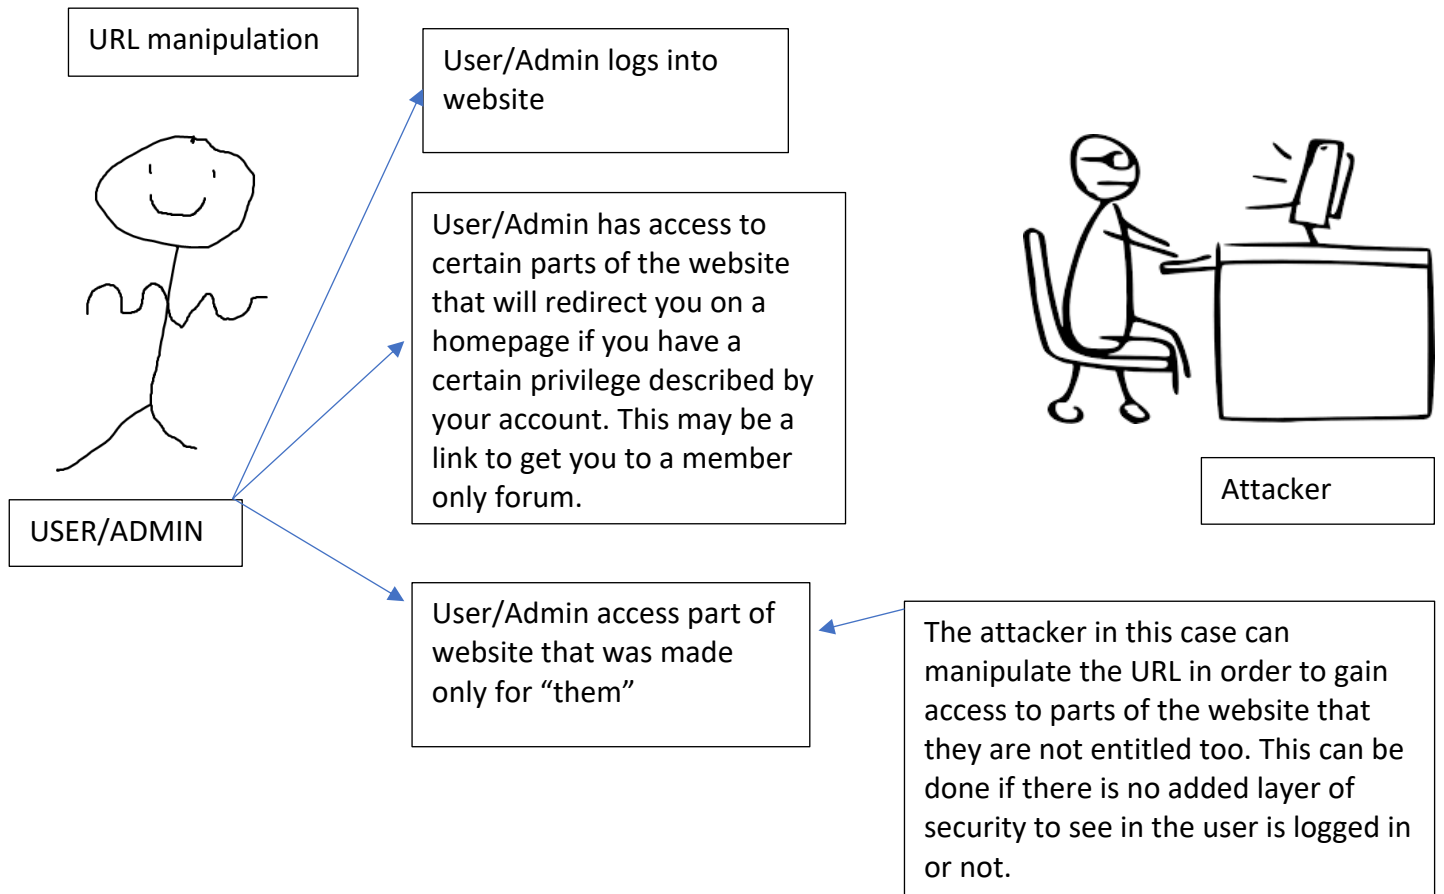 URL manipulation
User/Admin logs into
website
User/Admin has access to
certain parts of the website
that will redirect you on a
homepage if you have a
certain privilege described by
your account. This may be a
link to get you to a member
only forum.
Attacker
USER/ADMIN
User/Admin access part of
website that was made
only for “them”
The attacker in this case can
manipulate the URL in order to gain
access to parts of the website that
they are not entitled too. This can be
done if there is no added layer of
security to see in the user is logged in
or not.